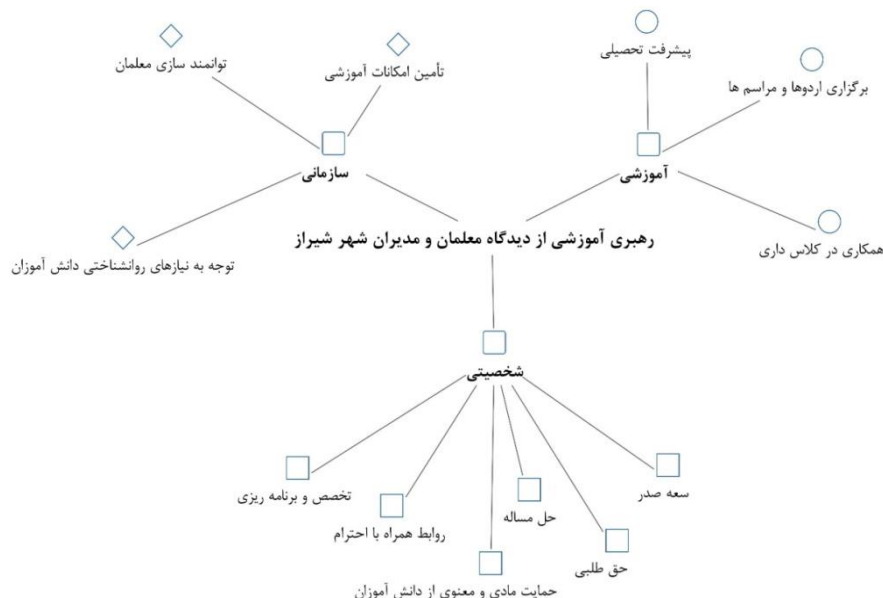 پیشرفت تحصیلی
برگزاری اردوها و مراسم ها
آموزشی
همکاری در کلاس داری
توانمند سازی معلمان
تأمین امکانات آموزشی
سازمانی
توجه به نیازهای روانشناختی دانش آموزان
رهبری آموزشی از دیدگاه معلمان و مدیران شهر شیراز
شخصیتی
سعه صدر
حق طلبی
حل مساله
حمایت مادی و معنوی از دانش آموزان
روابط همراه با احترام
تخصص و برنامه ریزی